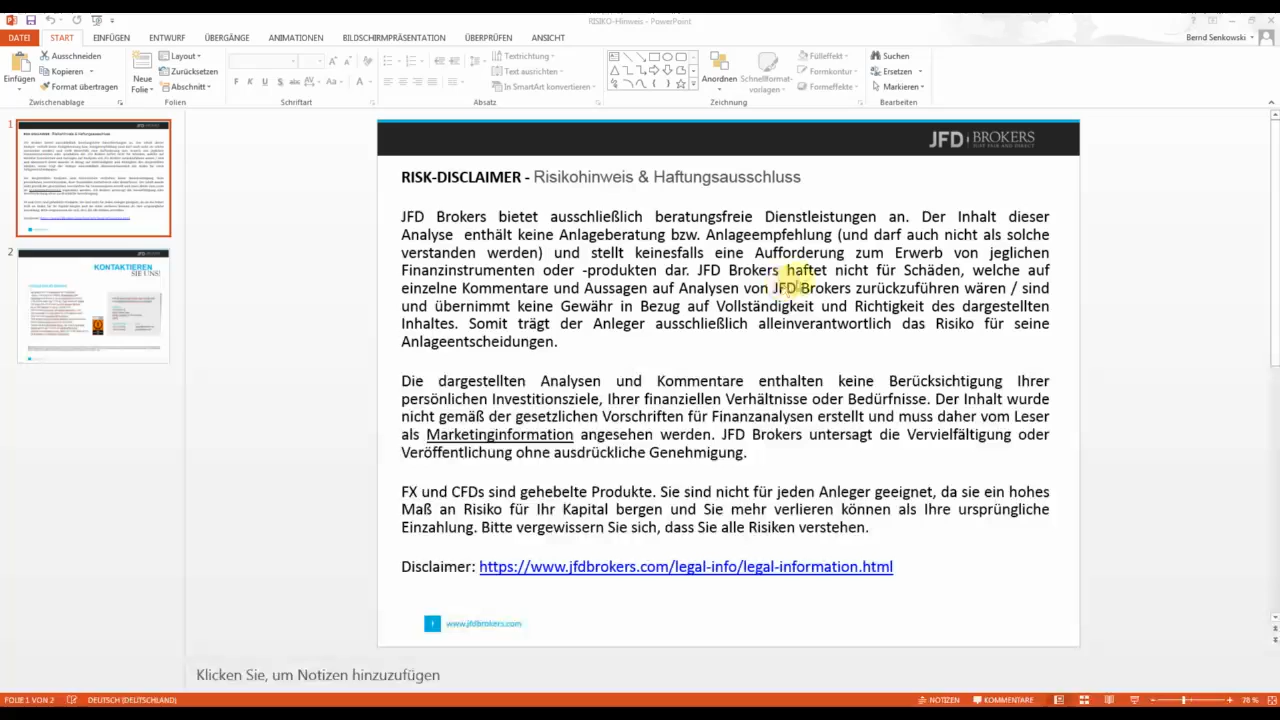 RISIKO-Hinweis - PowerPoint
DATEI START EINFÜGEN ENTWURF ÜBERGÄNGE ANIMATIONEN BILDSCHIRMPRÄSENTATION ÜBERPRÜFEN ANSICHT Bernd Senkowski
Einfügen
Ausschneiden
Kopieren
Format übertragen
Zwischenablage
Neue Folie
Layout
Zurücksetzen
Abschnitt
Folien
F K U S abc AV Aa A
Schriftart
Textrichtung
Text ausrichten
In SmartArt konvertieren
Absatz
Anordnen
Schnellformat-
vorlagen
Fülleffekt
Formkontur
Formeffekte
Zeichnung
Suchen
Ersetzen
Markieren
Bearbeiten
1
2
KONTAKTIEREN
SIE UNS!
JFD BROKERS
JUST FAIR AND DIRECT
RISK-DISCLAIMER - Risikohinweis & Haftungsausschluss
JFD Brokers bietet ausschließlich beratungsfreie Dienstleistungen an. Der Inhalt dieser
Analyse enthält keine Anlageberatung bzw. Anlageempfehlung (und darf auch nicht als solche
verstanden werden) und stellt keinesfalls eine Aufforderung zum Erwerb von jeglichen
Finanzinstrumenten oder -produkten dar. JFD Brokers haftet nicht für Schäden, welche auf
einzelne Kommentare und Aussagen auf Analysen von JFD Brokers zurückzuführen wären / sind
und übernimmt keine Gewähr in Bezug auf Vollständigkeit und Richtigkeit des dargestellten
Inhaltes. Somit trägt der Anleger ausschließlich alleinverantwortlich das Risiko für seine
Anlageentscheidungen.
Die dargestellten Analysen und Kommentare enthalten keine Berücksichtigung Ihrer
persönlichen Investitionsziele, Ihrer finanziellen Verhältnisse oder Bedürfnisse. Der Inhalt wurde
nicht gemäß der gesetzlichen Vorschriften für Finanzanalysen erstellt und muss daher vom Leser
als Marketinginformation angesehen werden. JFD Brokers untersagt die Vervielfältigung oder
Veröffentlichung ohne ausdrückliche Genehmigung.
FX und CFDs sind gehebelte Produkte. Sie sind nicht für jeden Anleger geeignet, da sie ein hohes
Maß an Risiko für Ihr Kapital bergen und Sie mehr verlieren können als Ihre ursprüngliche
Einzahlung. Bitte vergewissern Sie sich, dass Sie alle Risiken verstehen.
Disclaimer: https://www.jfdbrokers.com/legal-info/legal-information.html
www.jfdbrokers.com
Klicken Sie, um Notizen hinzuzufügen
FOLIE 1 VON 2 DEUTSCH (DEUTSCHLAND) NOTIZEN KOMMENTARE 78 %